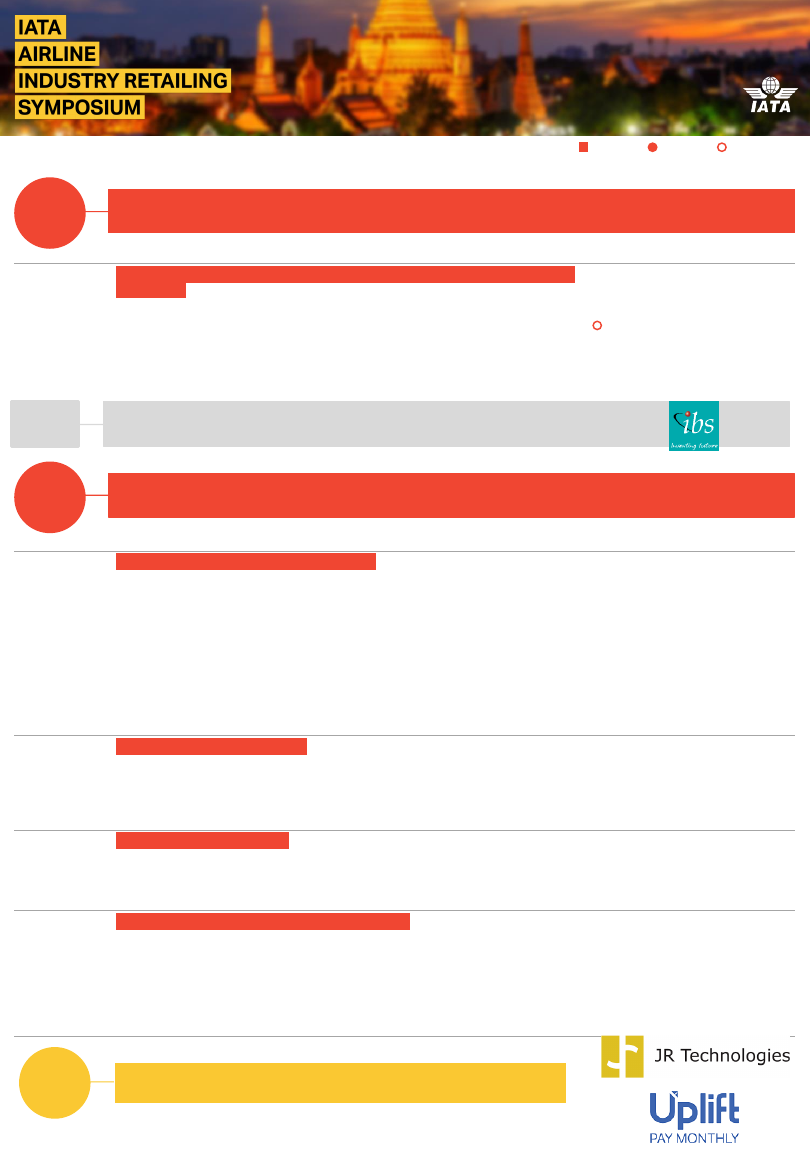 IATA
AIRLINE
INDUSTRY RETAILING
SYMPOSIUM
IATA
ibs
Inventing futures
JR Technologies
Uplift
PAY MONTHLY